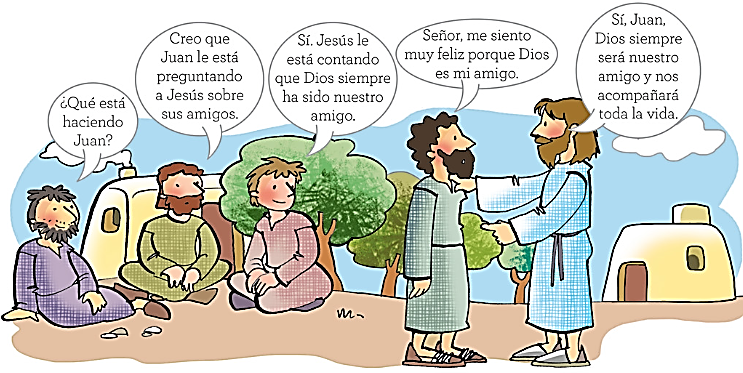 ¿Qué está
haciendo
Juan?
Creo que
Juan le está
preguntando
a Jesús sobre
sus amigos.
Sí. Jesús le
está contando
que Dios siempre
ha sido nuestro
amigo.
Señor, me siento
muy feliz porque Dios
es mi amigo.
Sí, Juan,
Dios siempre
será nuestro
amigo y nos
acompañará
toda la vida.